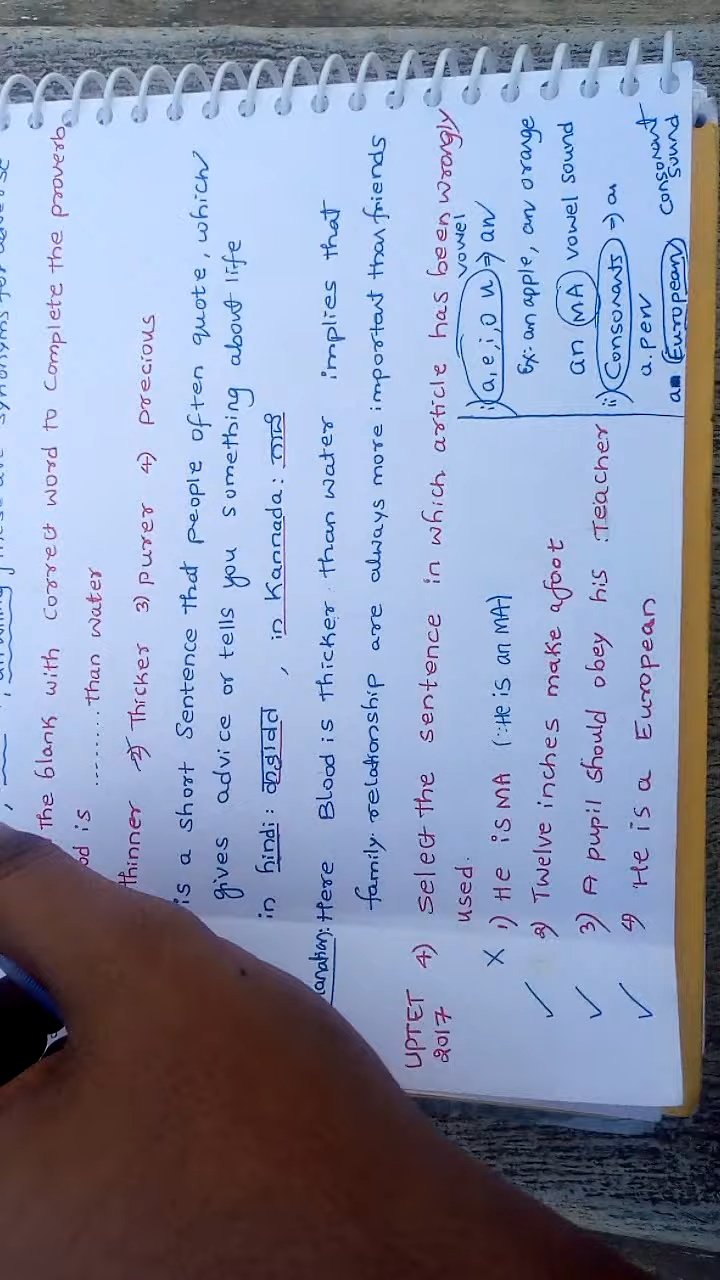 The blank with correct word to Complete the proverb
is ......... than water
thinner 2) Thicker 3) purer 4) precious
is a short Sentence that people often quote, which
gives advice or tells you something about life
in hindi: कहावत , in Kannada: ಗಾದೆ
Here Blood is thicker than water implies that
family relationship are always more important than friends
UPTET 2017 4) Select the sentence in which article has been wrongly
used.
X 1) He is MA (∵He is an MA)
✓ 2) Twelve inches make a foot
✓ 3) A pupil should obey his Teacher
✓ 4) He is a European
vowel
i) a, e, i, o u ⇒ an
Ex: an apple, an orange
an MA vowel sound
ii) Consonants ⇒ a
a pen
a European consonant sound